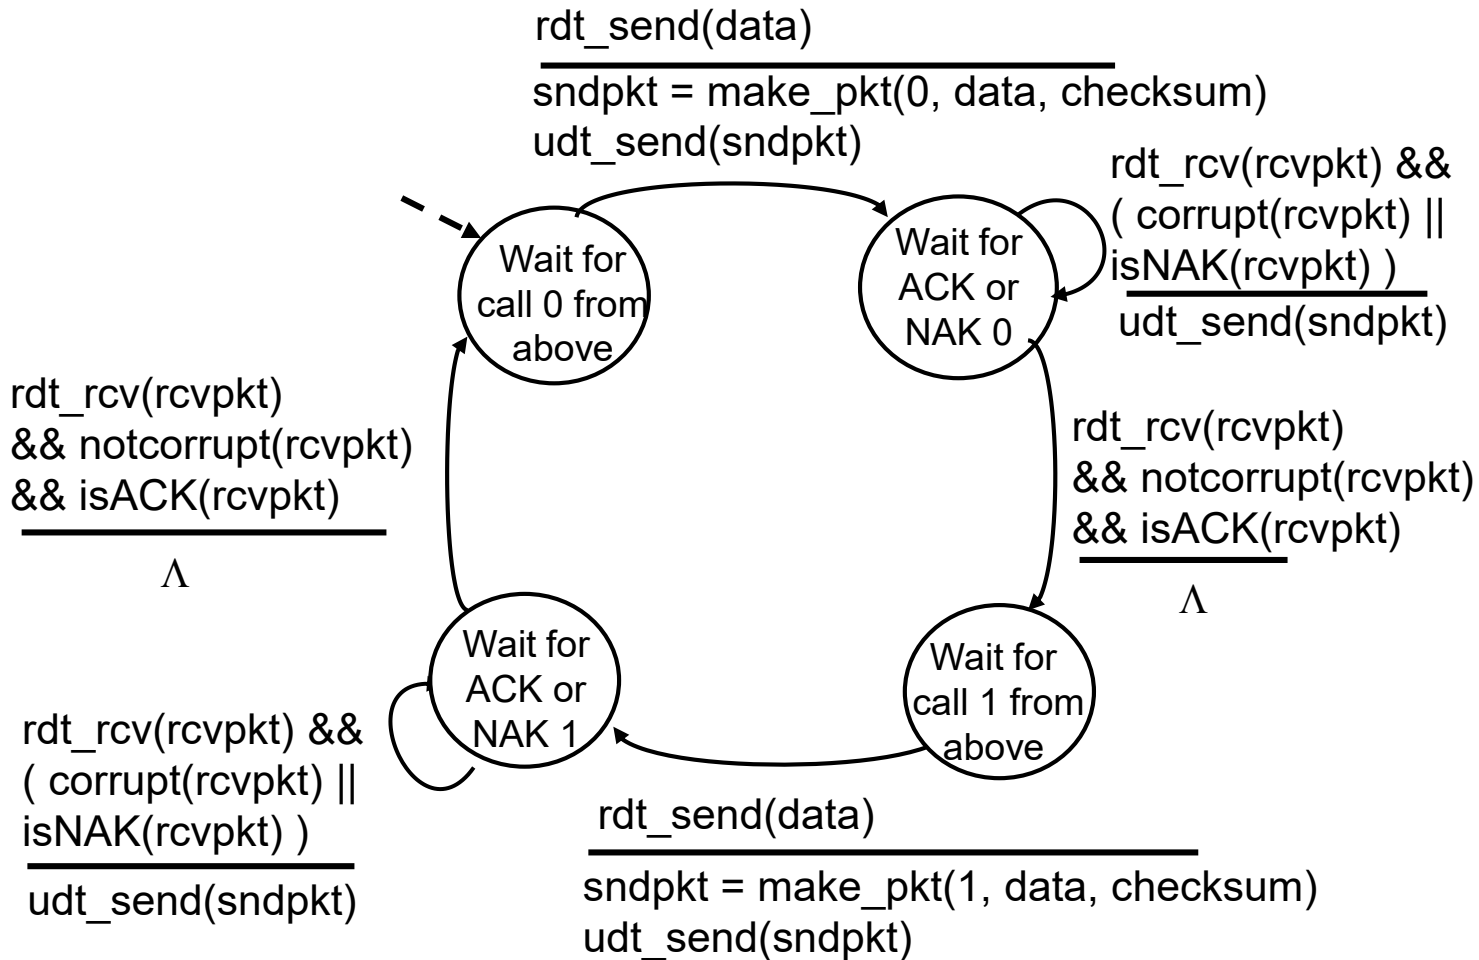 rdt_send(data)
sndpkt = make_pkt(0, data, checksum)
udt_send(sndpkt)
rdt_rcv(rcvpkt) &&
( corrupt(rcvpkt) ||
isNAK(rcvpkt) )
udt_send(sndpkt)
Wait for
call 0 from
above
Wait for
ACK or
NAK 0
rdt_rcv(rcvpkt)
&& notcorrupt(rcvpkt)
&& isACK(rcvpkt)
Λ
rdt_rcv(rcvpkt)
&& notcorrupt(rcvpkt)
&& isACK(rcvpkt)
Λ
Wait for
ACK or
NAK 1
Wait for
call 1 from
above
rdt_rcv(rcvpkt) &&
( corrupt(rcvpkt) ||
isNAK(rcvpkt) )
udt_send(sndpkt)
rdt_send(data)
sndpkt = make_pkt(1, data, checksum)
udt_send(sndpkt)